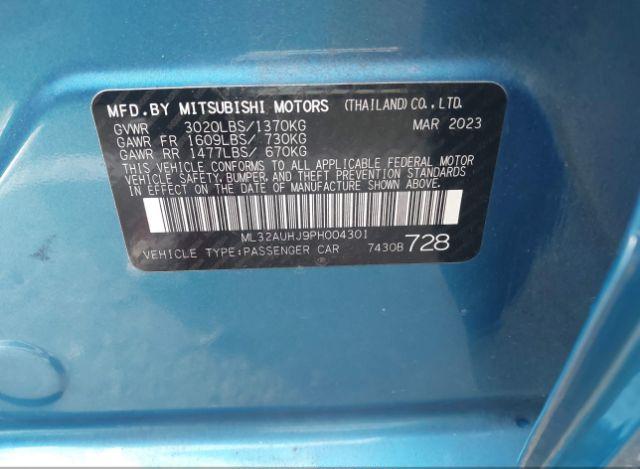 MFD.BY MITSUBISHI MOTORS (THAILAND) CO., LTD.
GVWR 3020LBS/1370KG MAR 2023
GAWR FR 1609LBS/ 730KG
GAWR RR 1477LBS/ 670KG
THIS VEHICLE CONFORMS TO ALL APPLICABLE FEDERAL MOTOR
VEHICLE SAFETY, BUMPER, AND THEFT PREVENTION STANDARDS
IN EFFECT ON THE DATE OF MANUFACTURE SHOWN ABOVE.
ML32AUHJ9PH004301
VEHICLE TYPE:PASSENGER CAR 7430B 728